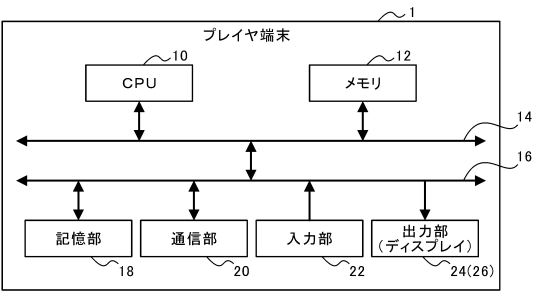 1
プレイヤ端末
10
12
CPU
メモリ
14
16
記憶部
通信部
入力部
出力部
(ディスプレイ)
18
20
22
24(26)